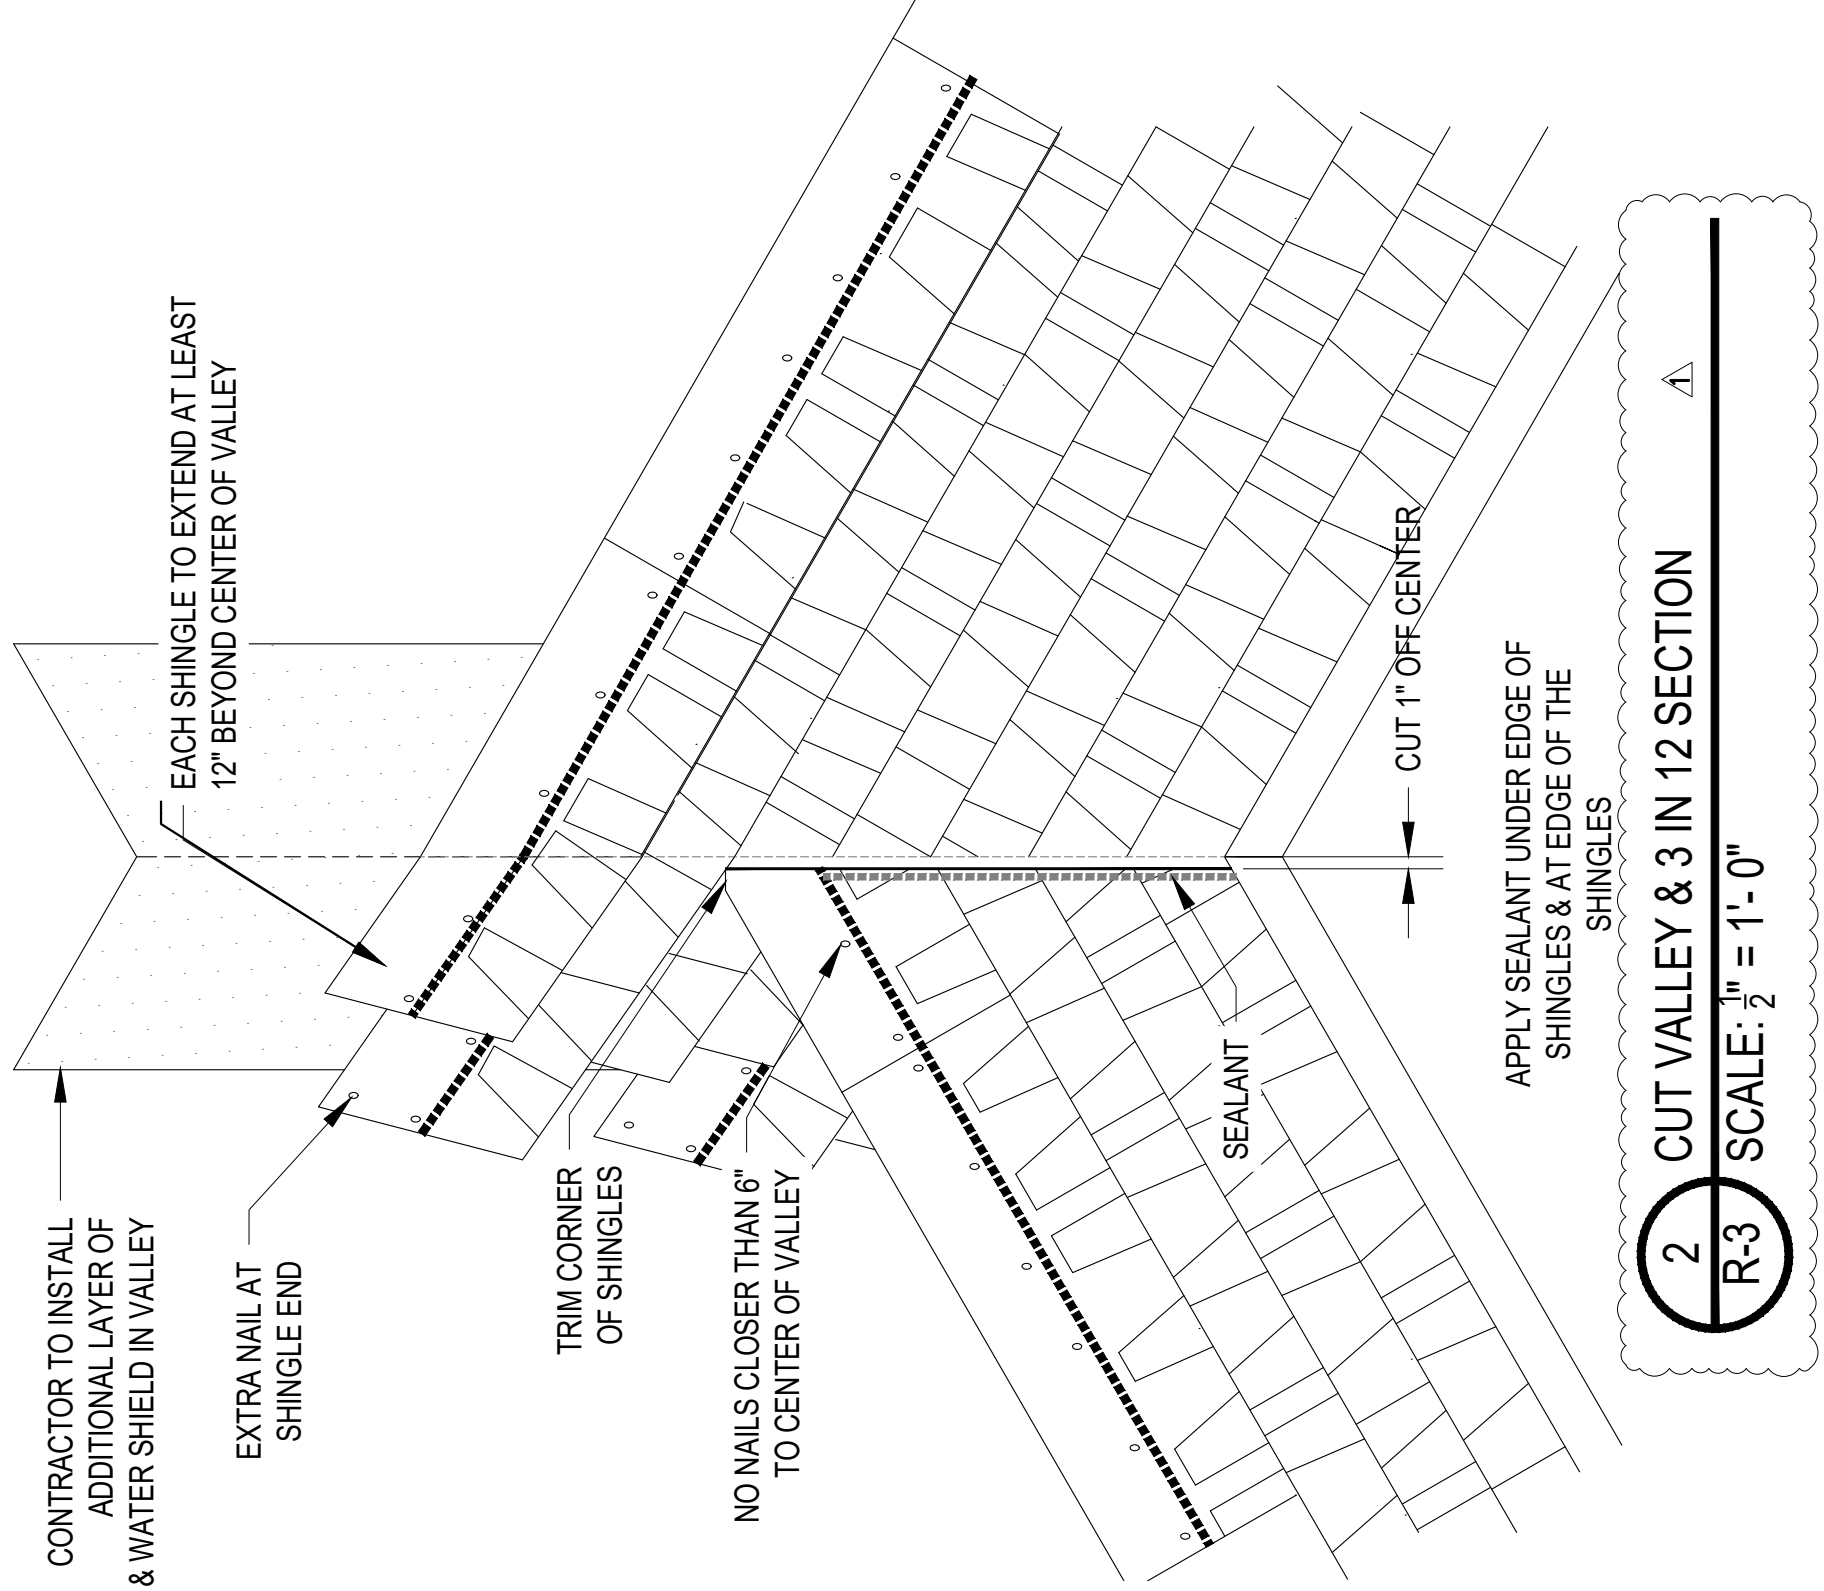 CONTRACTOR TO INSTALL
ADDITIONAL LAYER OF
& WATER SHIELD IN VALLEY
EACH SHINGLE TO EXTEND AT LEAST
12" BEYOND CENTER OF VALLEY
EXTRA NAIL AT
SHINGLE END
TRIM CORNER
OF SHINGLES
NO NAILS CLOSER THAN 6"
TO CENTER OF VALLEY
SEALANT
CUT 1" OFF CENTER
APPLY SEALANT UNDER EDGE OF
SHINGLES & AT EDGE OF THE
SHINGLES
2
R-3
CUT VALLEY & 3 IN 12 SECTION
1
SCALE: 1/2" = 1'- 0"